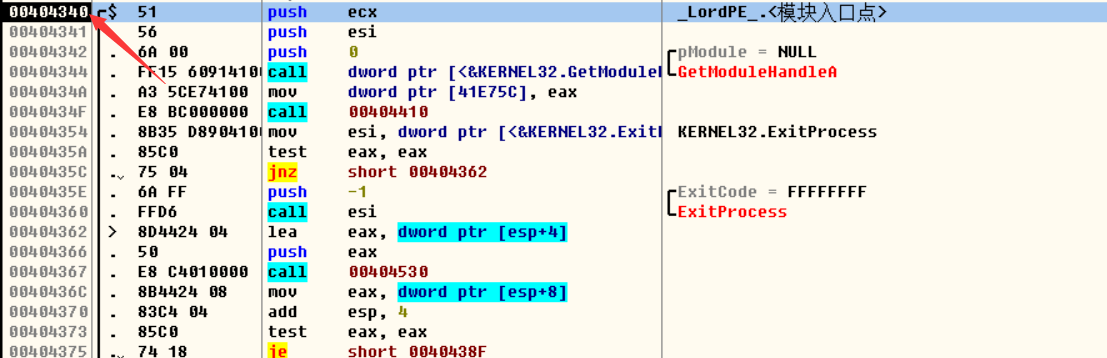 00404340 $ 51 push ecx _LordPE_.<模块入口点>
00404341 . 56 push esi
00404342 . 6A 00 push 0 pModule = NULL
00404344 . FF15 6091410 call dword ptr [<&KERNEL32.GetModule GetModuleHandleA
0040434A . A3 5CE74100 mov dword ptr [41E75C], eax
0040434F . E8 BC000000 call 00404410
00404354 . 8B35 D890410 mov esi, dword ptr [<&KERNEL32.ExitP KERNEL32.ExitProcess
0040435A . 85C0 test eax, eax
0040435C . 75 04 jnz short 00404362
0040435E . 6A FF push -1 ExitCode = FFFFFFFF
00404360 . FFD6 call esi ExitProcess
00404362 > 8D4424 04 lea eax, dword ptr [esp+4]
00404366 . 50 push eax
00404367 . E8 C4010000 call 00404530
0040436C . 8B4424 08 mov eax, dword ptr [esp+8]
00404370 . 83C4 04 add esp, 4
00404373 . 85C0 test eax, eax
00404375 . 74 18 je short 0040438F